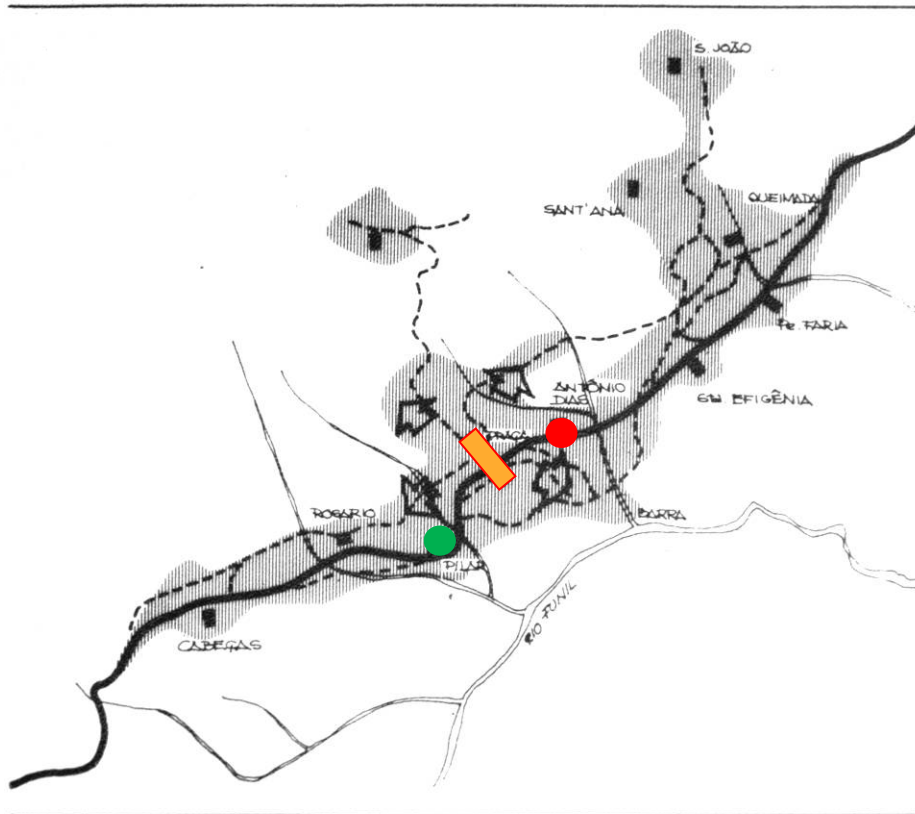 S. JOÃO
QUEIMADA
SANT'ANA
Pe. FARIA
ANTÔNIO
DIAS
STA EFIGÊNIA
PRAÇA
ROSARIO
BARRA
PILAR
RIO FUNIL
CABEÇAS